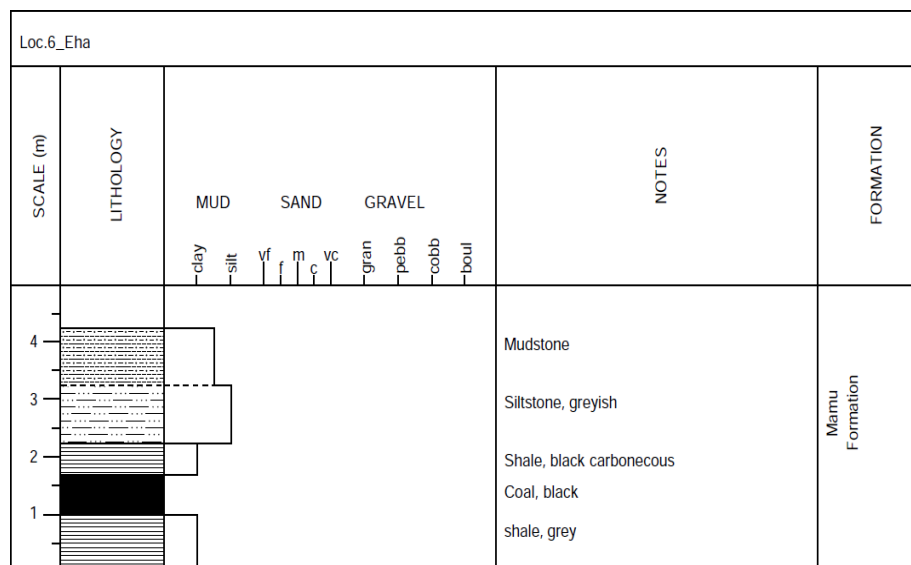 Loc.6_Eha
SCALE (m)
LITHOLOGY
MUD SAND GRAVEL
clay silt vf f m c vc gran pebb cobb boul
NOTES
FORMATION
4
3
2
1
Mudstone
Siltstone, greyish
Shale, black carbonecous
Coal, black
shale, grey
Mamu
Formation